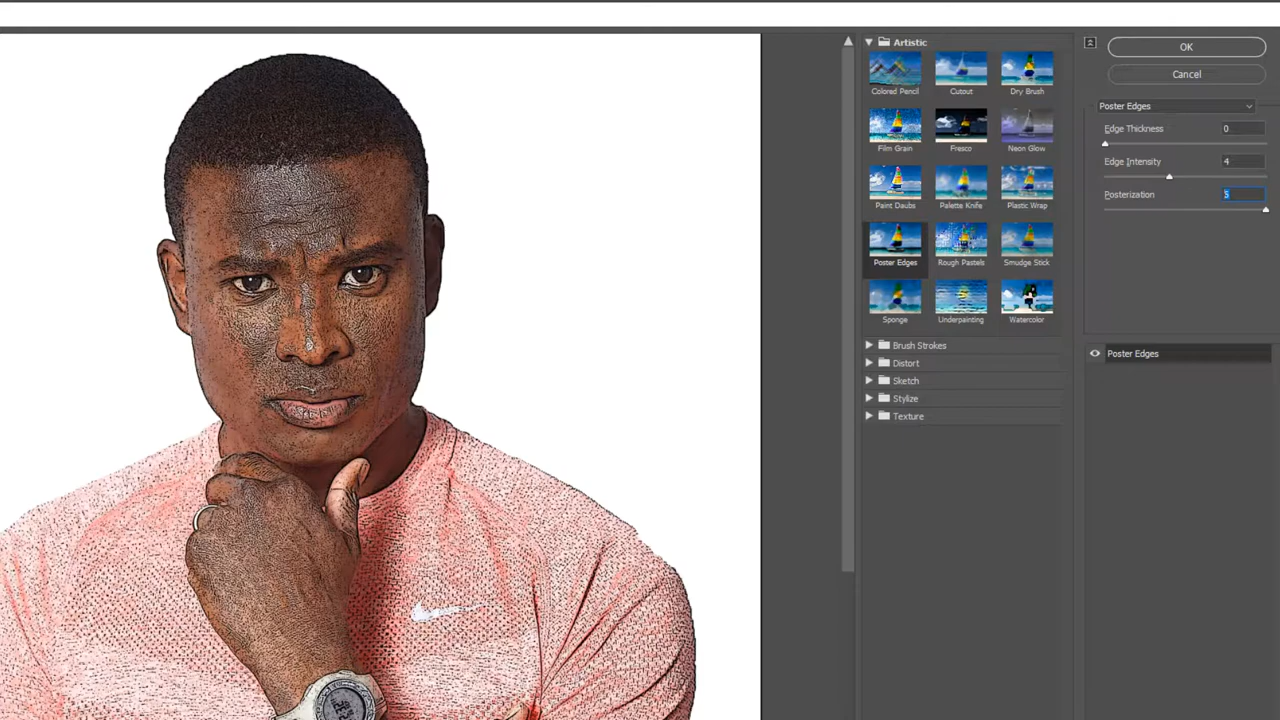 Artistic
OK
Cancel
Colored Pencil
Cutout
Dry Brush
Poster Edges
Film Grain
Fresco
Neon Glow
Edge Thickness 0
Edge Intensity 4
Posterization 5
Paint Daubs
Palette Knife
Plastic Wrap
Poster Edges
Rough Pastels
Smudge Stick
Sponge
Underpainting
Watercolor
Brush Strokes
Poster Edges
Distort
Sketch
Stylize
Texture